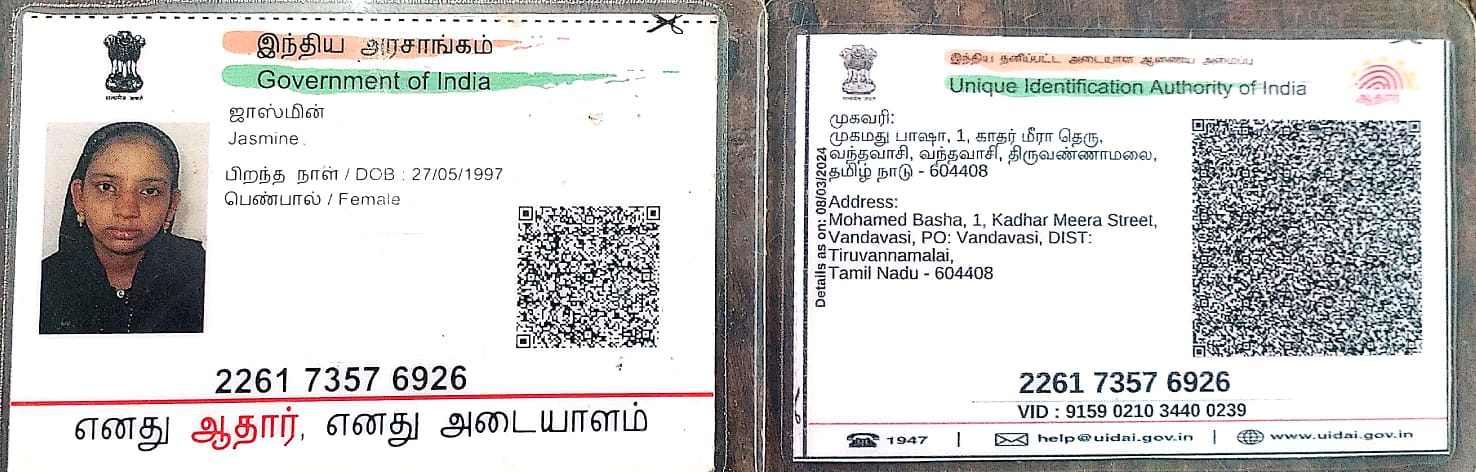 இந்திய அரசாங்கம்
Government of India
ஜாஸ்மின்
Jasmine
பிறந்த நாள் / DOB : 27/05/1997
பெண்பால் / Female
2261 7357 6926
எனது ஆதார், எனது அடையாளம்
இந்திய தனிப்பட்ட அடையாள ஆணைய அமைப்பு
Unique Identification Authority of India
ஆதார்
முகவரி:
முகமது பாஷா, 1, காதர் மீரா தெரு,
வந்தவாசி, வந்தவாசி, திருவண்ணாமலை,
தமிழ் நாடு - 604408
Address:
Mohamed Basha, 1, Kadhar Meera Street,
Vandavasi, PO: Vandavasi, DIST:
Tiruvannamalai,
Tamil Nadu - 604408
Details as on: 08/03/2024
2261 7357 6926
VID : 9159 0210 3440 0239
1947 | help@uidai.gov.in | www.uidai.gov.in